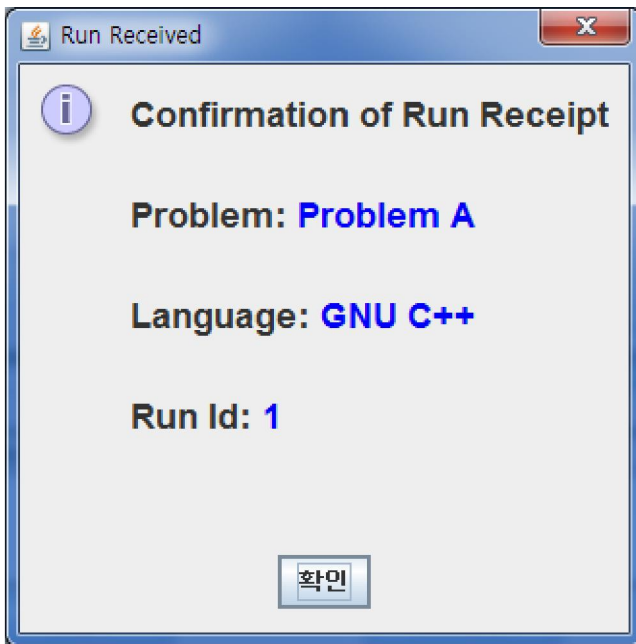 Run Received
Confirmation of Run Receipt
Problem: Problem A
Language: GNU C++
Run Id: 1
확인